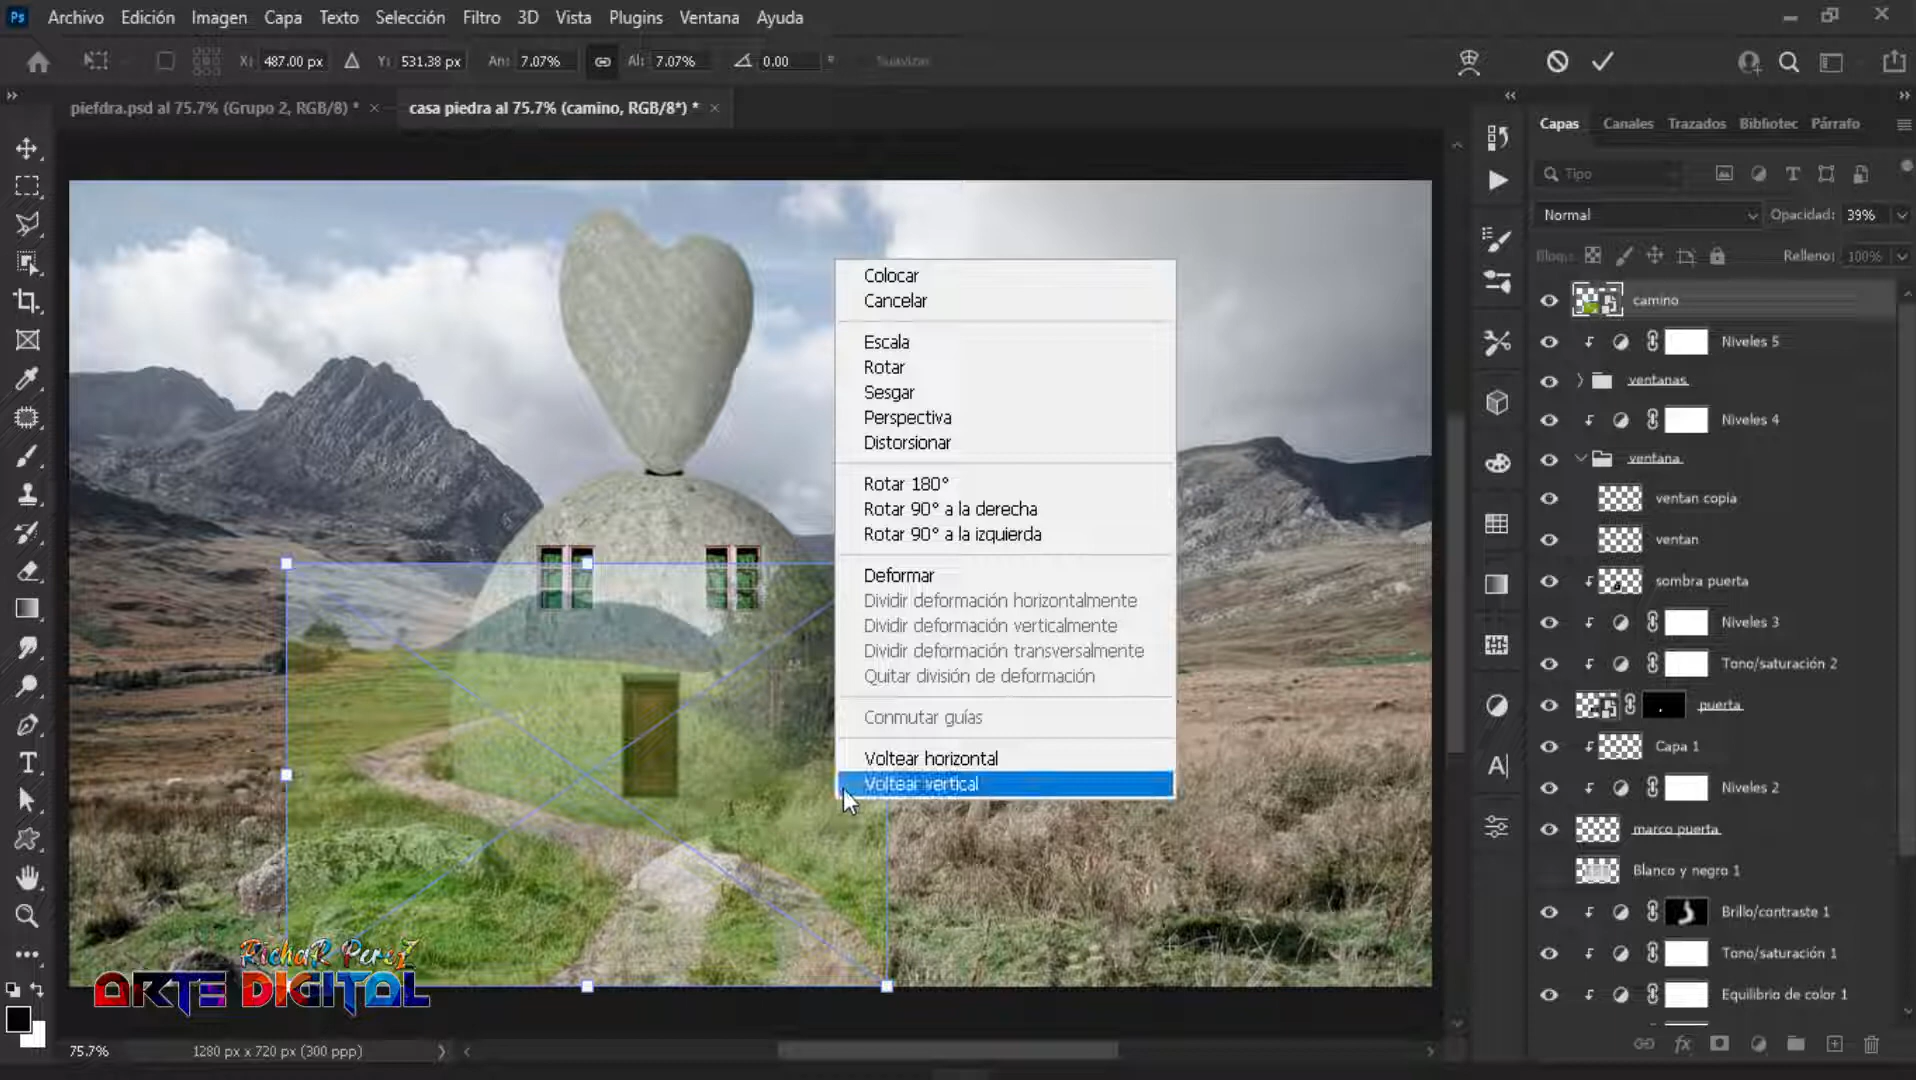 Ps Archivo Edición Imagen Capa Texto Selección Filtro 3D Vista Plugins Ventana Ayuda
X: 487.00 px Y: 531.38 px An: 7.07% Al: 7.07% 0.00 ° Suavizar
piefdra.psd al 75.7% (Grupo 2, RGB/8) * ×
casa piedra al 75.7% (camino, RGB/8*) * ×
Colocar
Cancelar
Escala
Rotar
Sesgar
Perspectiva
Distorsionar
Rotar 180°
Rotar 90° a la derecha
Rotar 90° a la izquierda
Deformar
Dividir deformación horizontalmente
Dividir deformación verticalmente
Dividir deformación transversalmente
Quitar división de deformación
Conmutar guías
Voltear horizontal
Voltear vertical
RichaR PereZ
ARTE DIGITAL
75.7% 1280 px x 720 px (300 ppp)
Capas Canales Trazados Bibliotec Párrafo
Tipo
Normal Opacidad: 39%
Bloq.: Relleno: 100%
camino
Niveles 5
ventanas
Niveles 4
ventana
ventan copia
ventan
sombra puerta
Niveles 3
Tono/saturación 2
puerta
Capa 1
Niveles 2
marco puerta
Blanco y negro 1
Brillo/contraste 1
Tono/saturación 1
Equilibrio de color 1